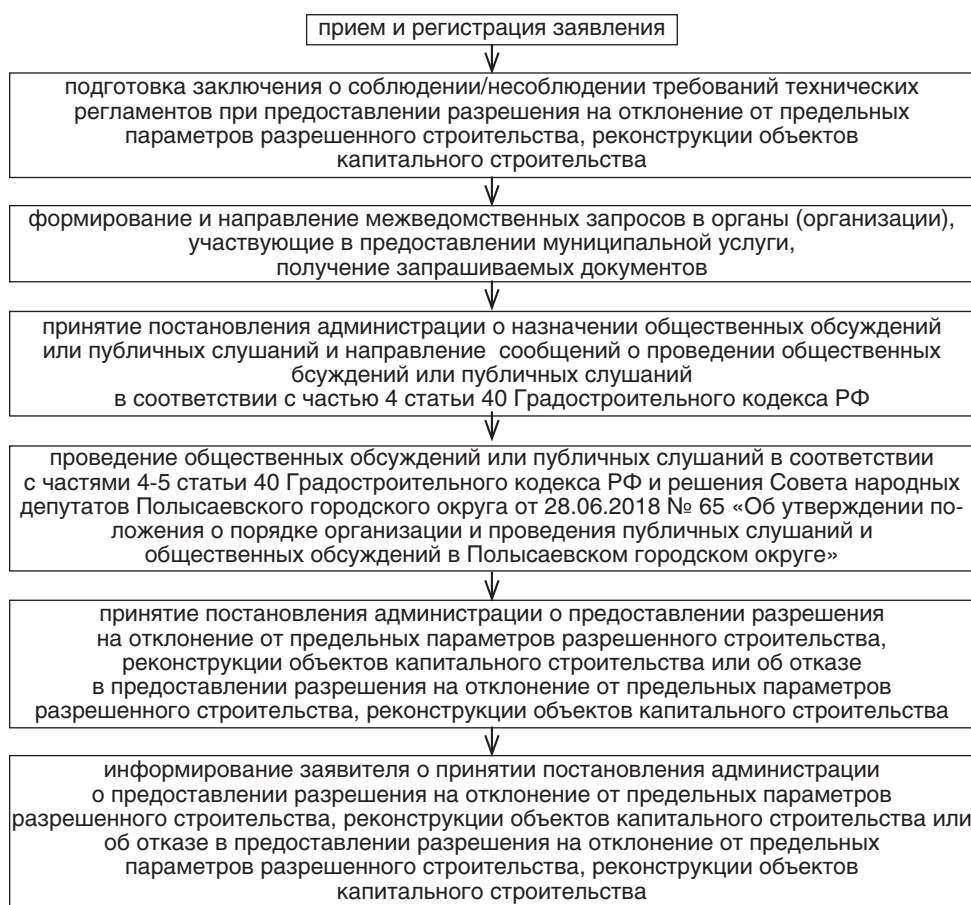 прием и регистрация заявления
подготовка заключения о соблюдении/несоблюдении требований технических
регламентов при предоставлении разрешения на отклонение от предельных
параметров разрешенного строительства, реконструкции объектов
капитального строительства
формирование и направление межведомственных запросов в органы (организации),
участвующие в предоставлении муниципальной услуги,
получение запрашиваемых документов
принятие постановления администрации о назначении общественных обсуждений
или публичных слушаний и направление  сообщений о проведении общественных
бсуждений или публичных слушаний
в соответствии с частью 4 статьи 40 Градостроительного кодекса РФ
проведение общественных обсуждений или публичных слушаний в соответствии
с частями 4-5 статьи 40 Градостроительного кодекса РФ и решения Совета народных
депутатов Полысаевского городского округа от 28.06.2018 № 65 «Об утверждении по-
ложения о порядке организации и проведения публичных слушаний и
общественных обсуждений в Полысаевском городском округе»
принятие постановления администрации о предоставлении разрешения
на отклонение от предельных параметров разрешенного строительства,
реконструкции объектов капитального строительства или об отказе
в предоставлении разрешения на отклонение от предельных параметров
разрешенного строительства, реконструкции объектов капитального строительства
информирование заявителя о принятии постановления администрации
о предоставлении разрешения на отклонение от предельных параметров
разрешенного строительства, реконструкции объектов капитального строительства или
об отказе в предоставлении разрешения на отклонение от предельных
параметров разрешенного строительства, реконструкции объектов
капитального строительства